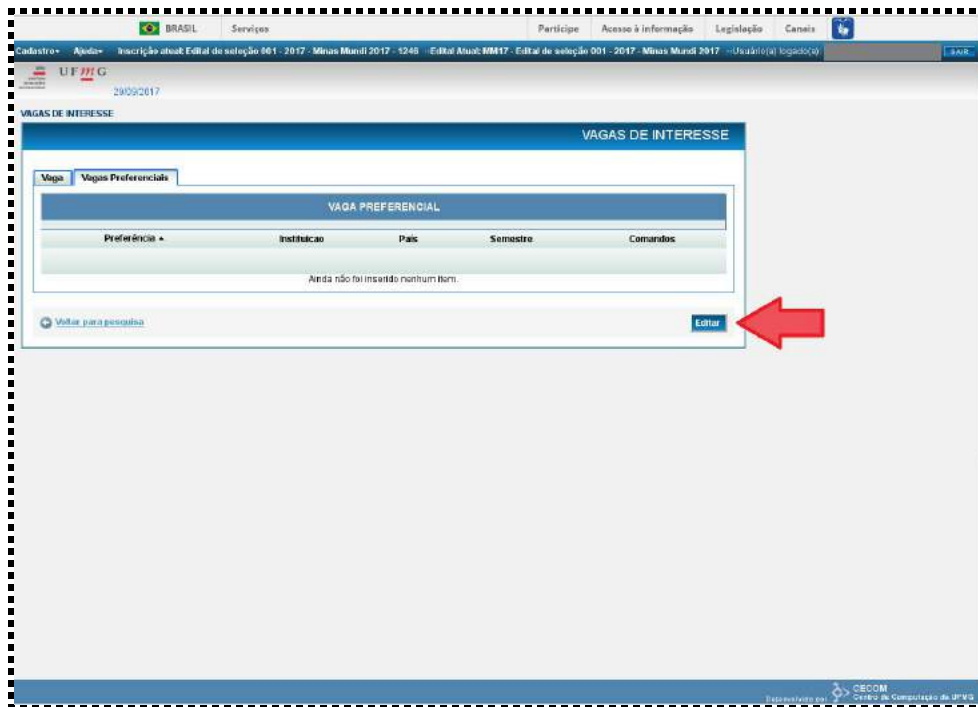 BRASIL Serviços Participe Acesso à informação Legislação Canais
Cadastro Ajuda Inscrição atual: Edital de seleção 001 - 2017 - Minas Mundi 2017 - 1246 - Edital Atual: MM17 - Edital de seleção 001 - 2017 - Minas Mundi 2017 - Usuário(a) logado(a): SAIR
UFMG
29/09/2017
VAGAS DE INTERESSE
VAGAS DE INTERESSE
Vaga Vagas Preferenciais
VAGA PREFERENCIAL
Preferência Instituicao Pais Semestre Comandos
Ainda não foi inserido nenhum item.
Voltar para pesquisa Editar
Desenvolvido por CECOM
Centro de Computação da UFMG